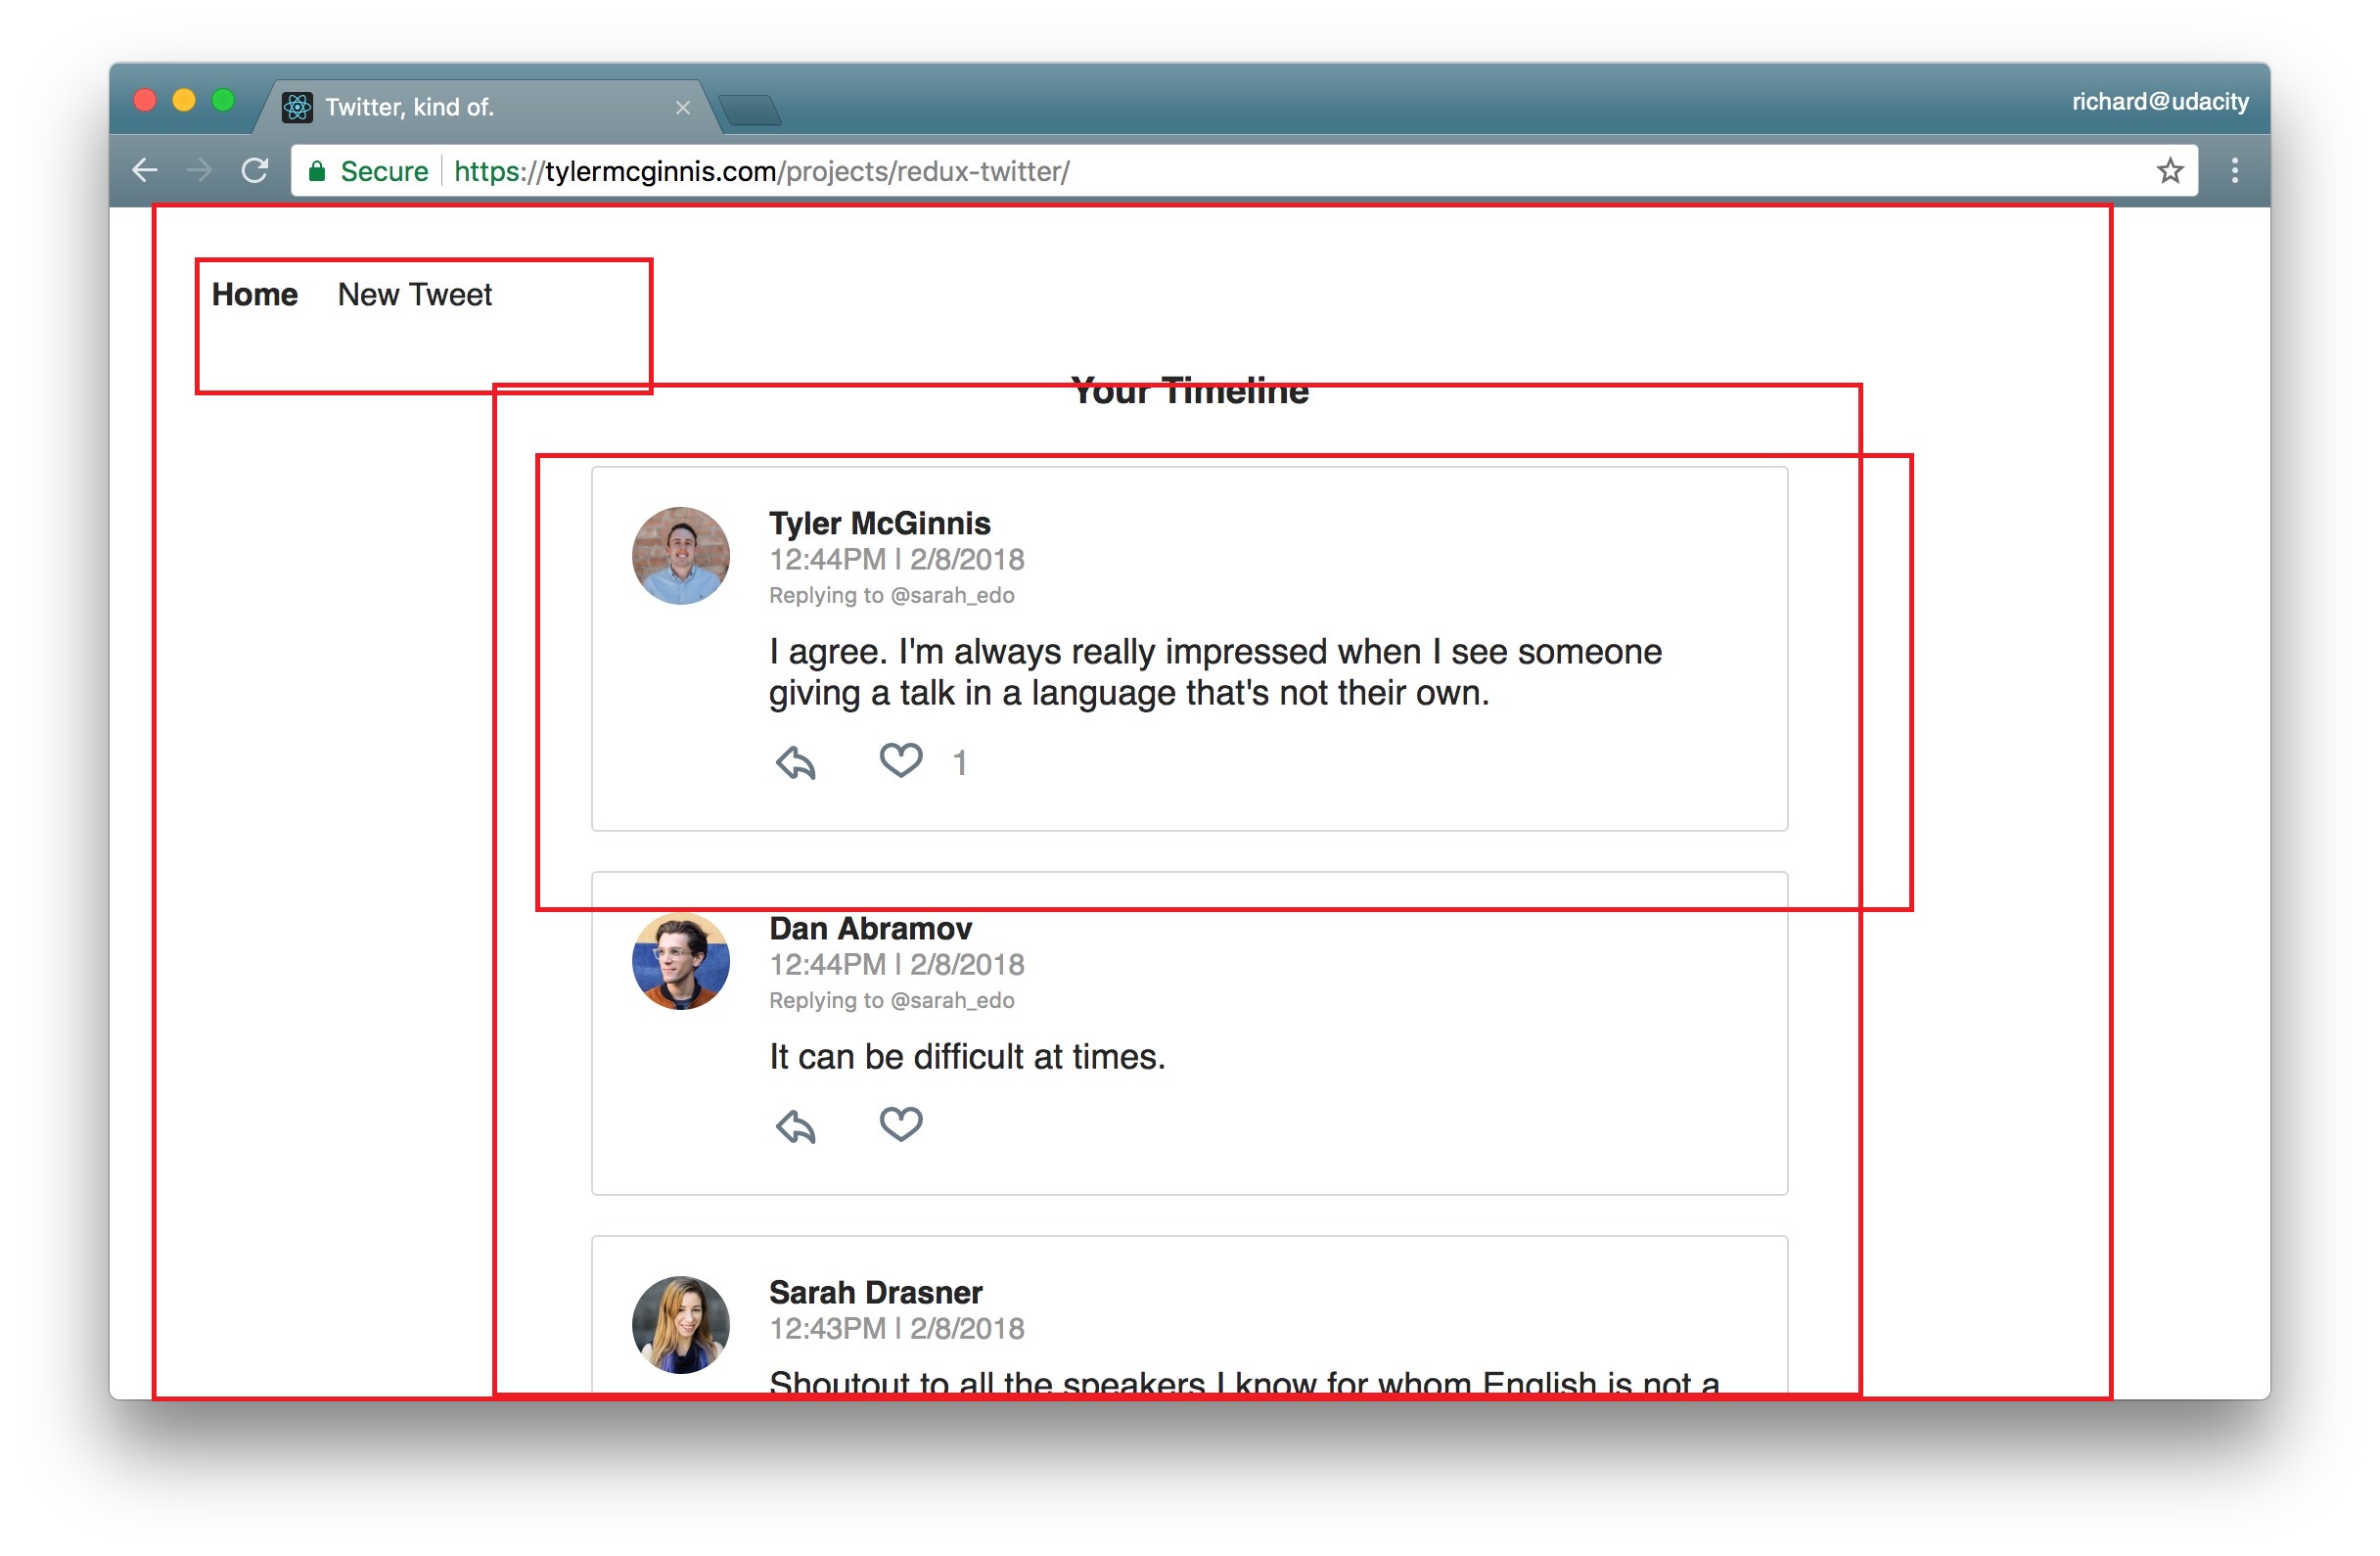 Twitter, kind of.
richard@udacity
Secure
https://tylermcginnis.com/projects/redux-twitter/
Home
New Tweet
Your Timeline
Tyler McGinnis
12:44PM | 2/8/2018
Replying to @sarah_edo
I agree. I'm always really impressed when I see someone
giving a talk in a language that's not their own.
1
Dan Abramov
12:44PM | 2/8/2018
Replying to @sarah_edo
It can be difficult at times.
Sarah Drasner
12:43PM | 2/8/2018
Shoutout to all the speakers I know for whom English is not a